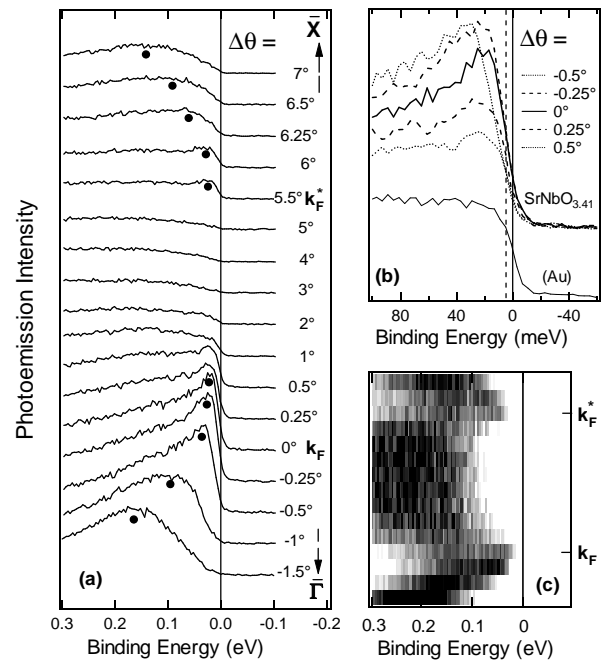 Δθ =
X̄
7°
6.5°
6.25°
6°
5.5° k*F
5°
4°
3°
2°
1°
0.5°
0.25°
0° kF
-0.25°
-0.5°
-1°
-1.5°
Γ̄
(a)
Photoemission Intensity
0.3 0.2 0.1 0.0 -0.1 -0.2
Binding Energy (eV)
Δθ =
-0.5°
-0.25°
0°
0.25°
0.5°
SrNbO3.41
(b)
(Au)
80 40 0 -40
Binding Energy (meV)
k*F
kF
(c)
0.3 0.2 0.1 0
Binding Energy (eV)